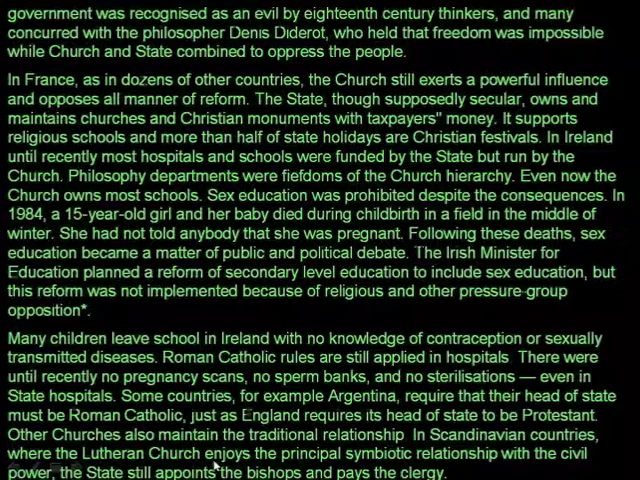 government was recognised as an evil by eighteenth century thinkers, and many
concurred with the philosopher Denis Diderot, who held that freedom was impossible
while Church and State combined to oppress the people.
In France, as in dozens of other countries, the Church still exerts a powerful influence
and opposes all manner of reform. The State, though supposedly secular, owns and
maintains churches and Christian monuments with taxpayers" money. It supports
religious schools and more than half of state holidays are Christian festivals. In Ireland
until recently most hospitals and schools were funded by the State but run by the
Church. Philosophy departments were fiefdoms of the Church hierarchy. Even now the
Church owns most schools. Sex education was prohibited despite the consequences. In
1984, a 15-year-old girl and her baby died during childbirth in a field in the middle of
winter. She had not told anybody that she was pregnant. Following these deaths, sex
education became a matter of public and political debate. The Irish Minister for
Education planned a reform of secondary level education to include sex education, but
this reform was not implemented because of religious and other pressure-group
opposition*.
Many children leave school in Ireland with no knowledge of contraception or sexually
transmitted diseases. Roman Catholic rules are still applied in hospitals There were
until recently no pregnancy scans, no sperm banks, and no sterilisations — even in
State hospitals. Some countries, for example Argentina, require that their head of state
must be Roman Catholic, just as England requires its head of state to be Protestant.
Other Churches also maintain the traditional relationship In Scandinavian countries,
where the Lutheran Church enjoys the principal symbiotic relationship with the civil
power, the State still appoints the bishops and pays the clergy.